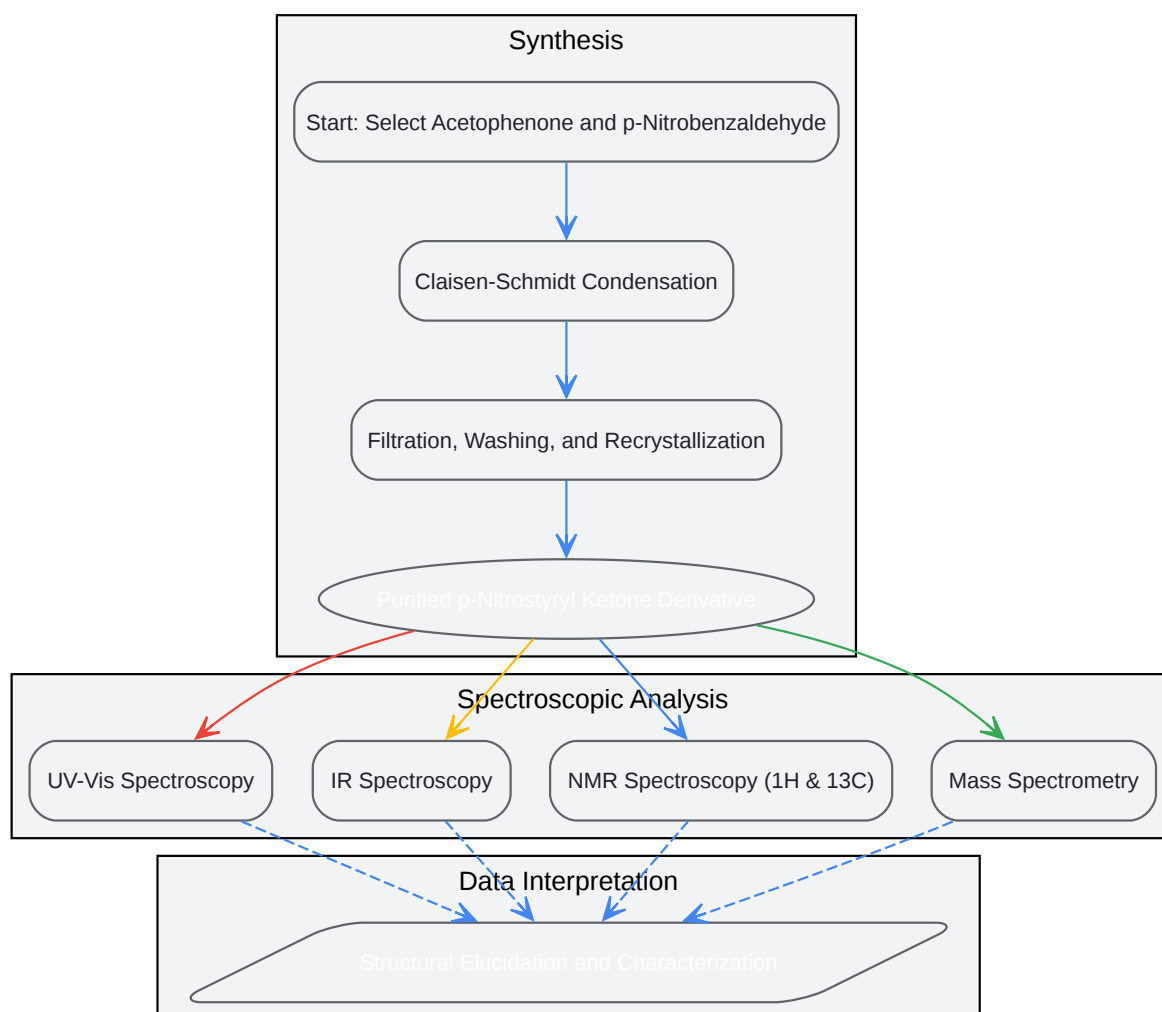 Synthesis
Start: Select Acetophenone and p-Nitrobenzaldehyde
Claisen-Schmidt Condensation
Filtration, Washing, and Recrystallization
Purified p-Nitrostyryl Ketone Derivative
Spectroscopic Analysis
UV-Vis Spectroscopy
IR Spectroscopy
NMR Spectroscopy (1H & 13C)
Mass Spectrometry
Data Interpretation
Structural Elucidation and Characterization